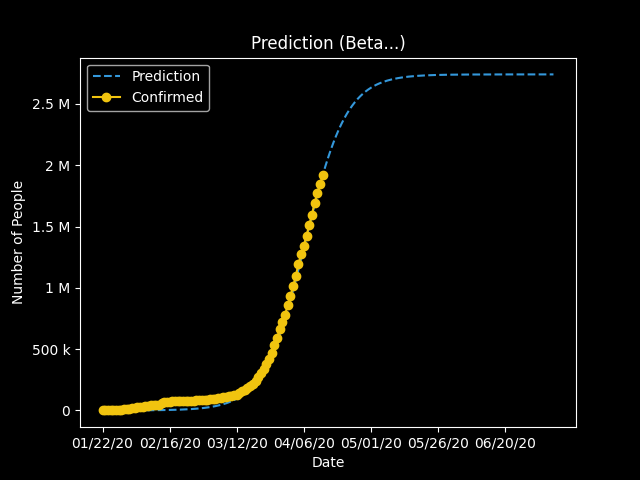 Prediction (Beta...)
Prediction
Confirmed
2.5 M
2 M
1.5 M
1 M
500 k
0
Number of People
01/22/20 02/16/20 03/12/20 04/06/20 05/01/20 05/26/20 06/20/20
Date